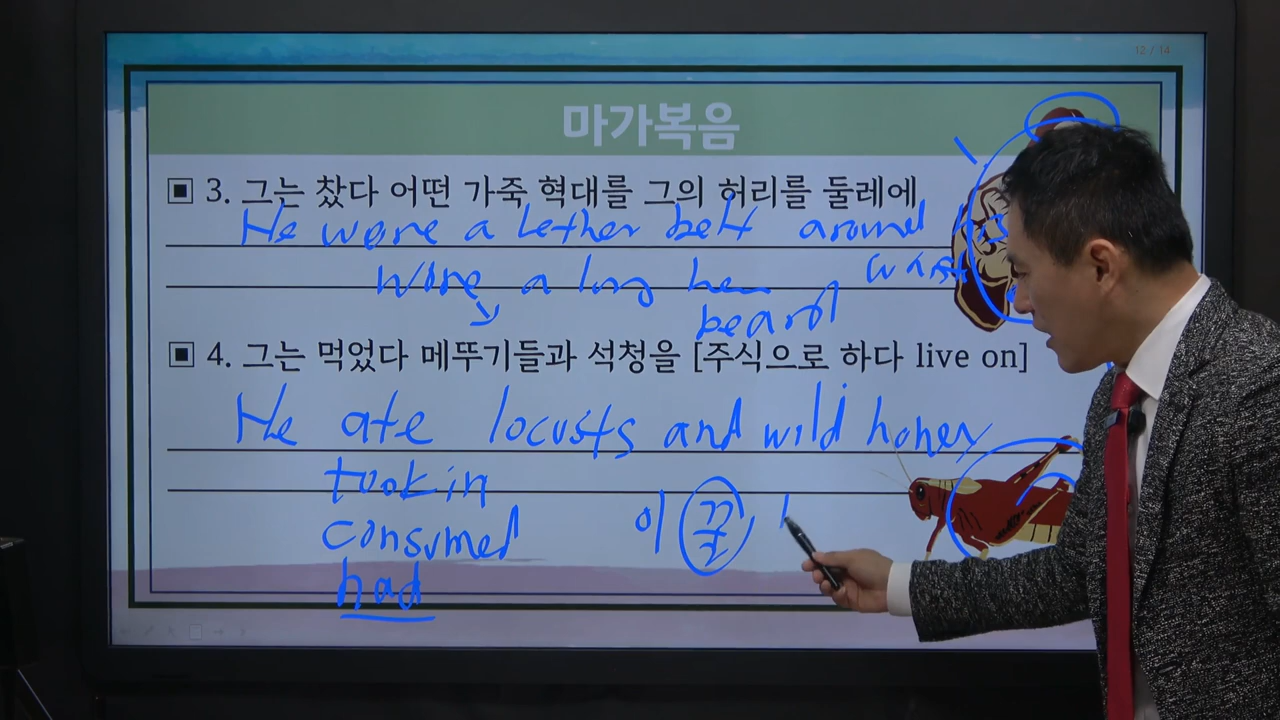 12 / 14
마가복음
▣ 3. 그는 찼다 어떤 가죽 혁대를 그의 허리를 둘레에
He wore a lether belt around his
waist
wore a long
beard
▣ 4. 그는 먹었다 메뚜기들과 석청을 [주식으로 하다 live on]
He ate locusts and wild honey
took in
이 꿀
consumed
had